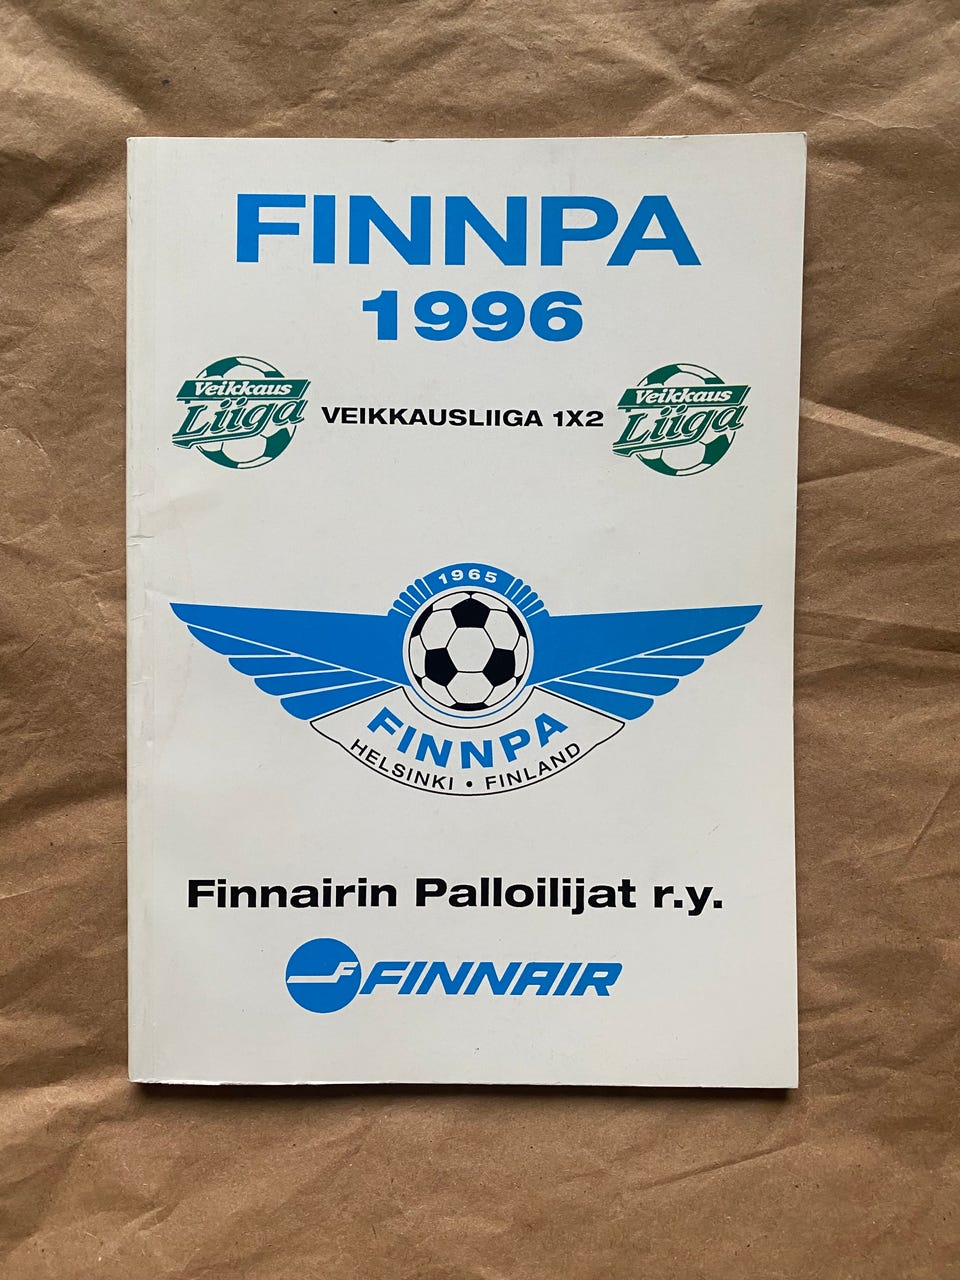 FINNPA
1996
Veikkaus
Liiga
VEIKKAUSLIIGA 1X2
Veikkaus
Liiga
1965
FINNPA
HELSINKI • FINLAND
Finnairin Palloilijat r.y.
F FINNAIR